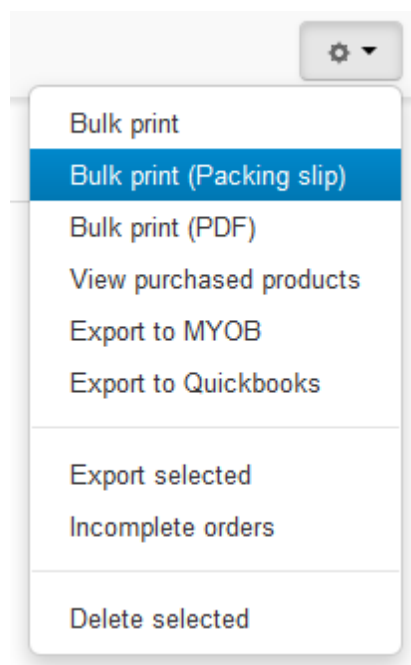 Bulk print
Bulk print (Packing slip)
Bulk print (PDF)
View purchased products
Export to MYOB
Export to Quickbooks
Export selected
Incomplete orders
Delete selected